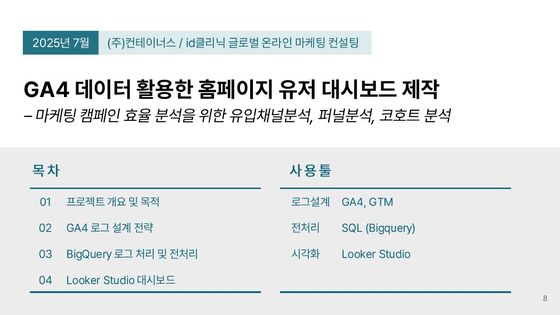 2025년 7월
(주)컨테이너스 / id클리닉 글로벌 온라인 마케팅 컨설팅
GA4 데이터 활용한 홈페이지 유저 대시보드 제작
– 마케팅 캠페인 효율 분석을 위한 유입채널분석, 퍼널분석, 코호트 분석
목차
01 프로젝트 개요 및 목적
02 GA4 로그 설계 전략
03 BigQuery 로그 처리 및 전처리
04 Looker Studio 대시보드
사용툴
로그설계 GA4, GTM
전처리 SQL (Bigquery)
시각화 Looker Studio
8